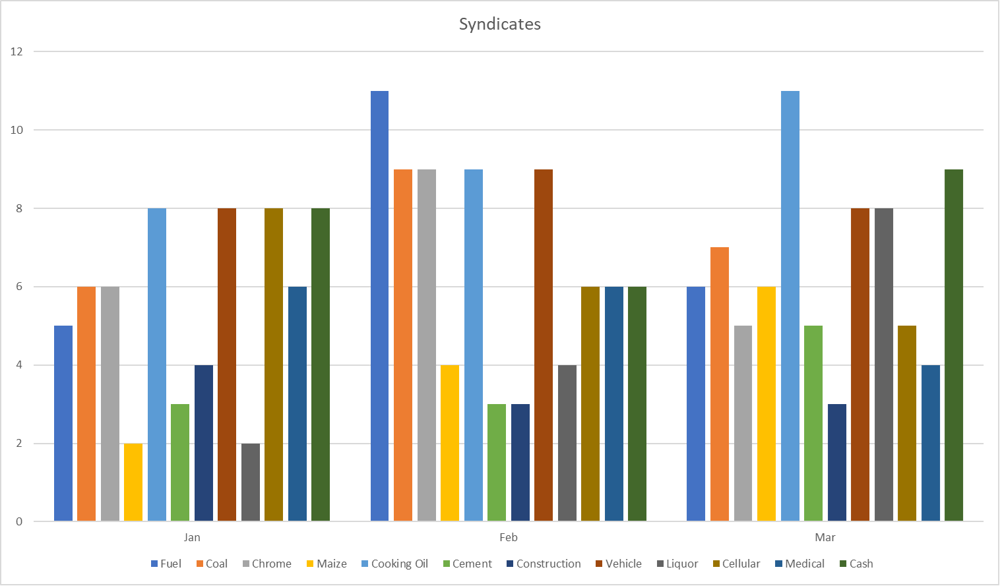 Syndicates
12
10
8
6
4
2
0
Jan Feb Mar
Fuel Coal Chrome Maize Cooking Oil Cement Construction Vehicle Liquor Cellular Medical Cash